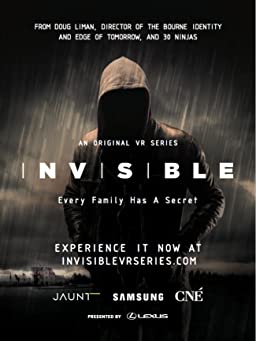 FROM DOUG LIMAN, DIRECTOR OF THE BOURNE IDENTITY
AND EDGE OF TOMORROW, AND 30 NINJAS
AN ORIGINAL VR SERIES
INVISIBLE
Every Family Has A Secret
EXPERIENCE IT NOW AT
INVISIBLEVRSERIES.COM
JAUNT SAMSUNG CNÉ
PRESENTED BY LEXUS